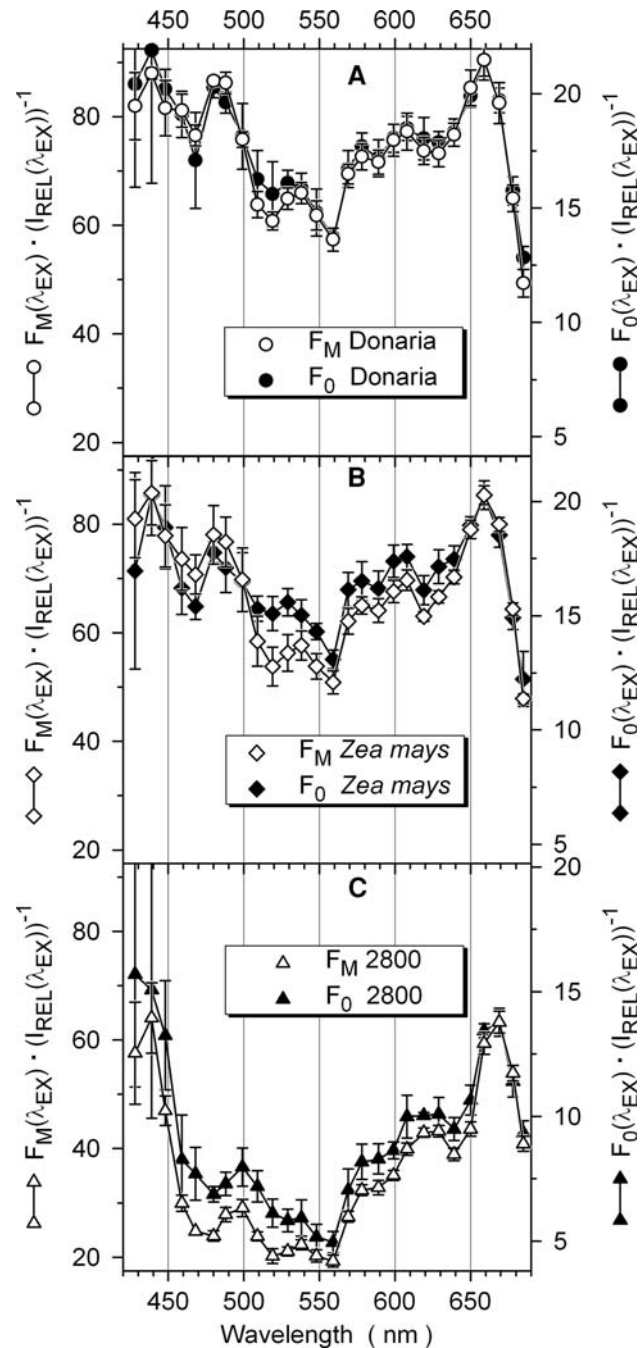 450 500 550 600 650
A
80
60
40
20
20
15
10
5
F_M(λ_EX) · (I_REL(λ_EX))^-1
F_0(λ_EX) · (I_REL(λ_EX))^-1
F_M Donaria
F_0 Donaria
B
80
60
40
20
20
15
10
5
F_M(λ_EX) · (I_REL(λ_EX))^-1
F_0(λ_EX) · (I_REL(λ_EX))^-1
F_M Zea mays
F_0 Zea mays
C
80
60
40
20
20
15
10
5
F_M(λ_EX) · (I_REL(λ_EX))^-1
F_0(λ_EX) · (I_REL(λ_EX))^-1
F_M 2800
F_0 2800
450 500 550 600 650
Wavelength ( nm )